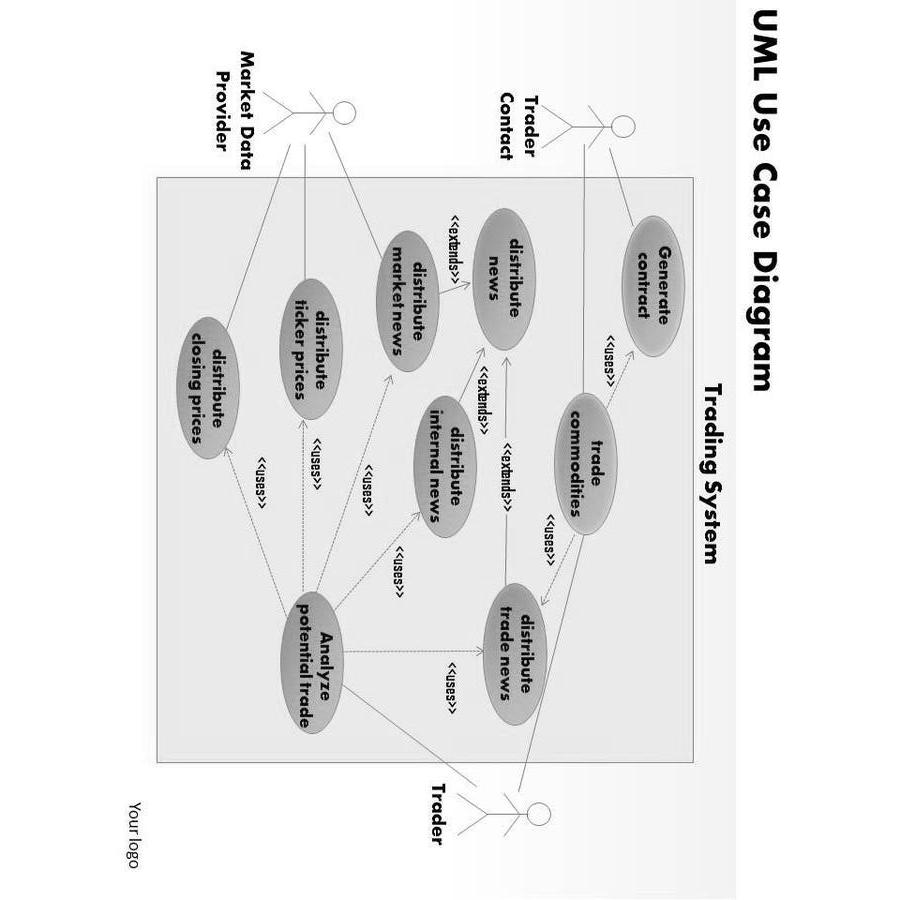 UML Use Case Diagram
Trading System
Trader
Contact
Generate
contract
<<uses>>
trade
commodities
<<uses>>
distribute
news
<<extends>>
distribute
trade news
<<extends>>
<<extends>>
distribute
market news
distribute
internal news
<<uses>>
<<uses>>
<<uses>>
Trader
Market Data
Provider
distribute
ticker prices
<<uses>>
Analyze
potential trade
distribute
closing prices
<<uses>>
Your logo